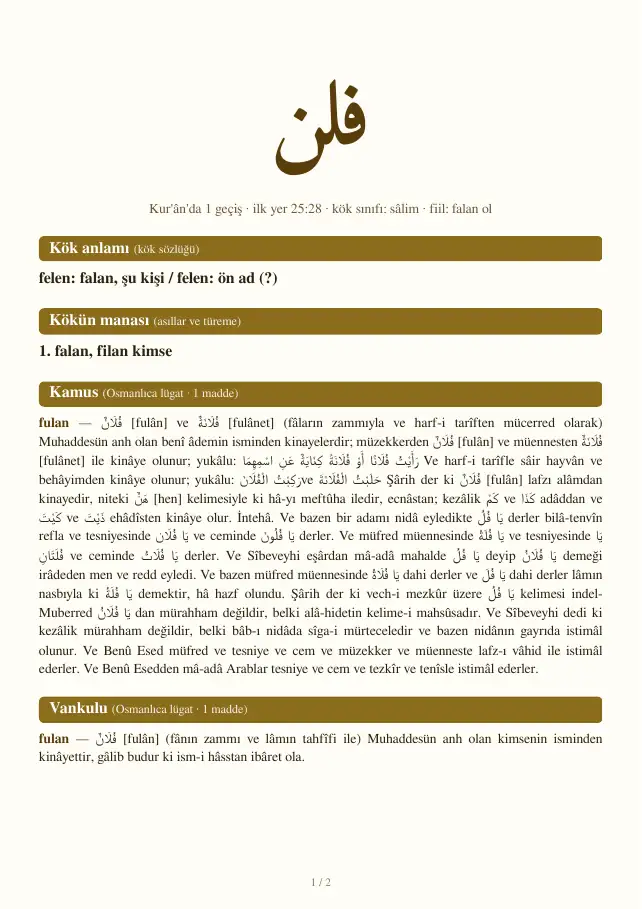 فلن
Kur'ân'da 1 geçiş · ilk yer 25:28 · kök sınıfı: sâlim · fiil: falan ol
Kök anlamı (kök sözlüğü)
felen: falan, şu kişi / felen: ön ad (?)
Kökün manası (asıllar ve türeme)
1. falan, filan kimse
Kamus (Osmanlıca lügat · 1 madde)
fulan — فُلَانٌ [fulân] ve فُلَانَةٌ [fulânet] (fâların zammıyla ve harf-i tarîften mücerred olarak)
Muhaddesün anh olan benî âdemin isminden kinayelerdir; müzekkerden فُلَانٌ [fulân] ve müennesten فُلَانَةٌ
[fulânet] ile kinâye olunur; yukâlu: رَأَيْتُ فُلَانًا أَوْ فُلَانَةَ كِنَايَةٌ عَنِ اسْمِهِمَا Ve harf-i tarîfle sâir hayvân ve
behâyimden kinâye olunur; yukâlu: رَكِبْتُ الْفُلَانَ ve حَلَبْتُ الْفُلَانَةَ Şârih der ki فُلَانٌ [fulân] lafzı alâmdan
kinayedir, niteki هَنٌ [hen] kelimesiyle ki hâ-yı meftûha iledir, ecnâstan; kezâlik كَمْ ve كَذَا adâddan ve
كَيْتَ ve ذَيْتَ ehâdîsten kinâye olur. İntehâ. Ve bazen bir adamı nidâ eyledikte يَا فُلُ derler bilâ-tenvîn
refʹla ve tesniyesinde يَا فُلَانِ ve ceminde يَا فُلُونَ derler. Ve müfred müennesinde يَا فُلَةُ ve tesniyesinde يَا
فُلَتَانِ ve ceminde يَا فُلَاتُ derler. Ve Sîbeveyhi eşârdan mâ-adâ mahalde يَا فُلُ deyip يَا فُلَانُ demeği
irâdeden men ve redd eyledi. Ve bazen müfred müennesinde يَا فُلَاةُ dahi derler ve يَا فُلَ dahi derler lâmın
nasbıyla ki يَا فُلَةُ demektir, hâ hazf olundu. Şârih der ki vech-i mezkûr üzere يَا فُلُ kelimesi indel-
Muberred يَا فُلَانُ dan mürahham değildir, belki alâ-hidetin kelime-i mahsûsadır. Ve Sîbeveyhi dedi ki
kezâlik mürahham değildir, belki bâb-ı nidâda sîga-i mürteceledir ve bazen nidânın gayrıda istimâl
olunur. Ve Benû Esed müfred ve tesniye ve cem ve müzekker ve müenneste lafz-ı vâhid ile istimâl
ederler. Ve Benû Esedden mâ-adâ Arablar tesniye ve cem ve tezkîr ve tenîsle istimâl ederler.
Vankulu (Osmanlıca lügat · 1 madde)
fulan — فُلَانٌ [fulân] (fânın zammı ve lâmın tahfîfi ile) Muhaddesün anh olan kimsenin isminden
kinâyettir, gâlib budur ki ism-i hâsstan ibâret ola.
1 / 2